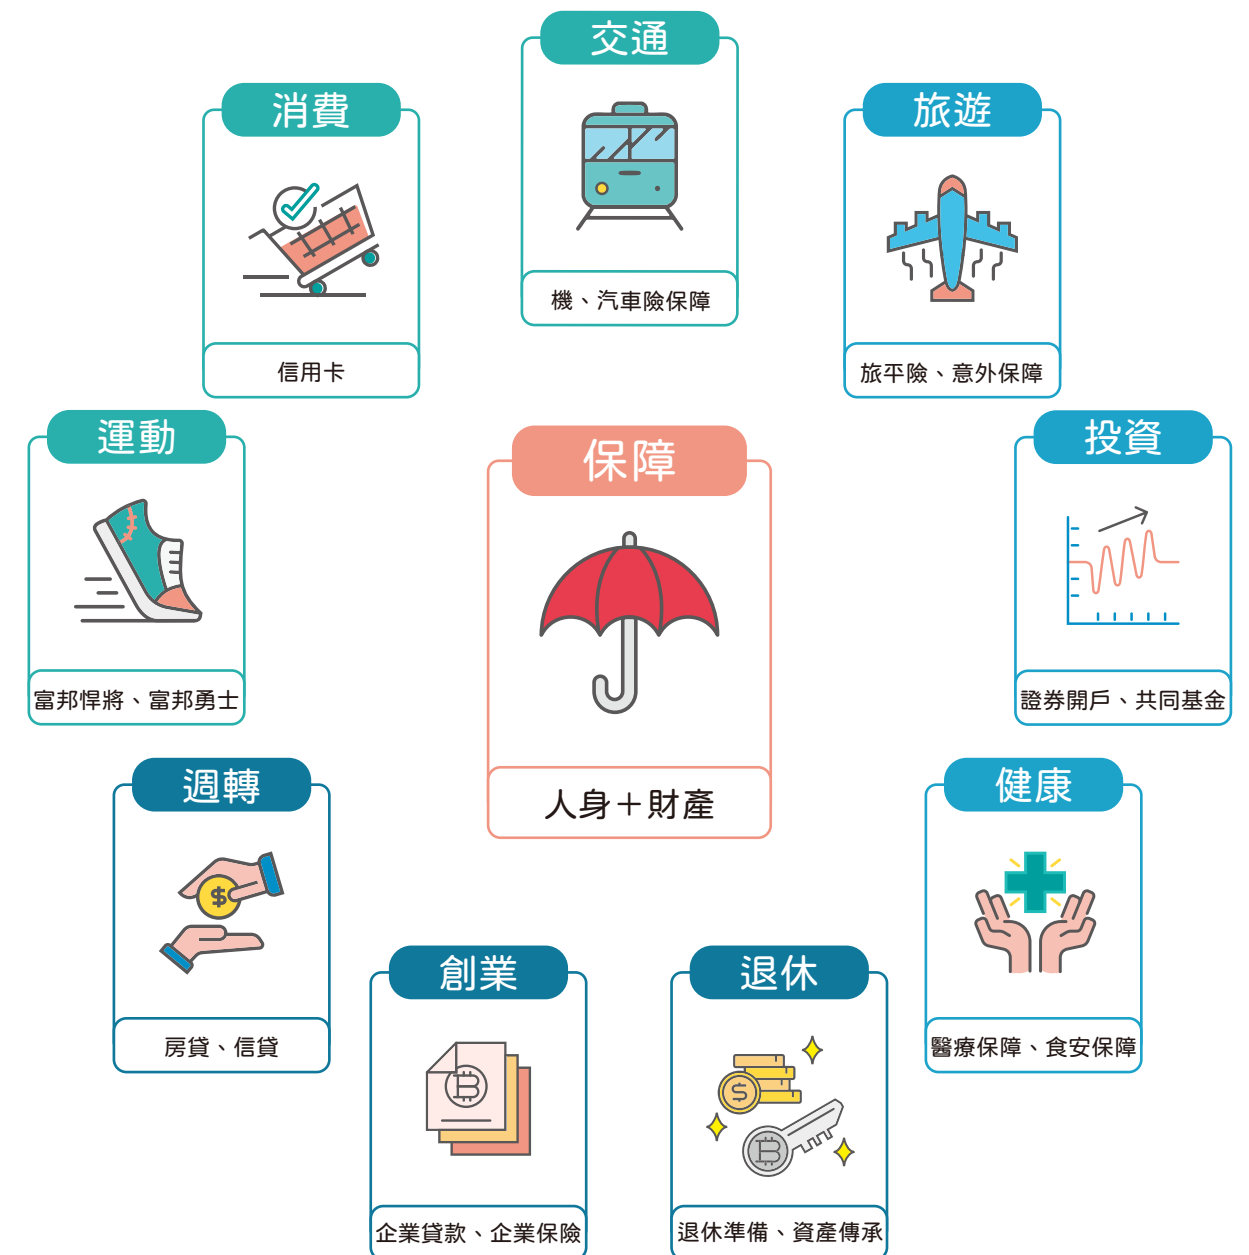 交通
機、汽車險保障
消費
信用卡
旅遊
旅平險、意外保障
運動
富邦悍將、富邦勇士
保障
人身＋財產
投資
證券開戶、共同基金
週轉
$
房貸、信貸
健康
醫療保障、食安保障
創業
企業貸款、企業保險
退休
$
退休準備、資產傳承